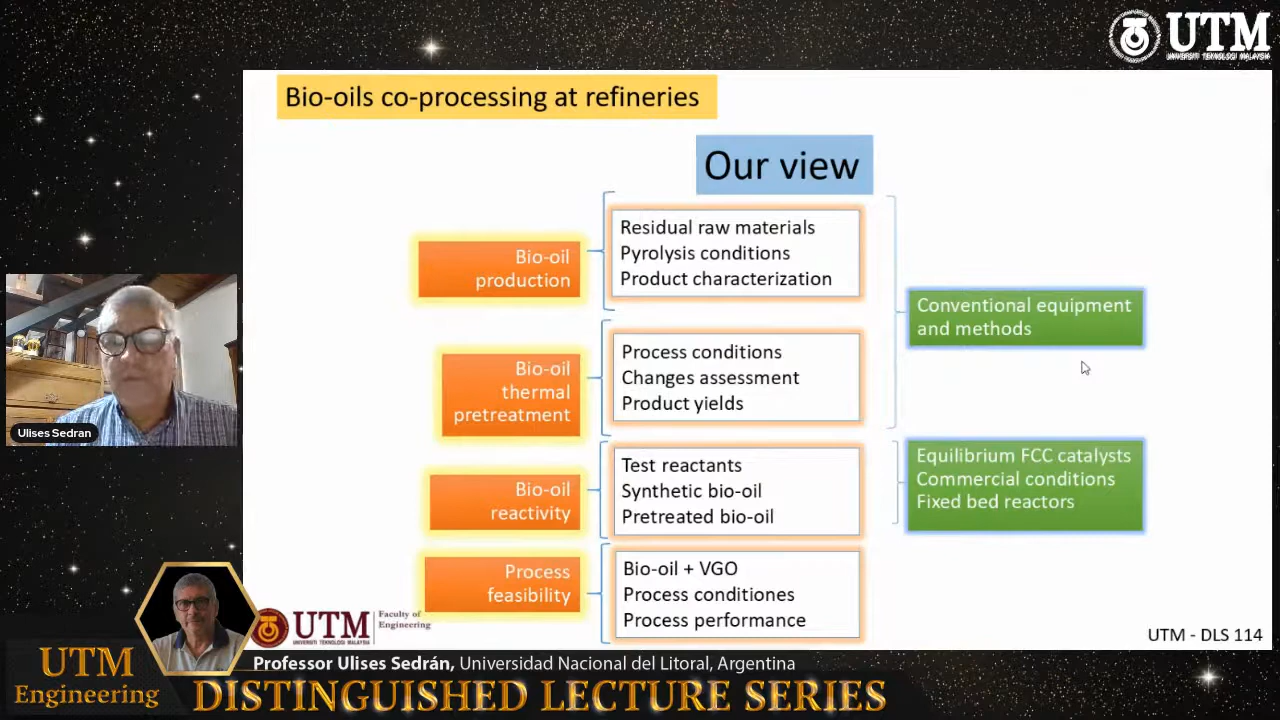 UTM
UNIVERSITI TEKNOLOGI MALAYSIA
Bio-oils co-processing at refineries
Our view
Bio-oil
production
Residual raw materials
Pyrolysis conditions
Product characterization
Conventional equipment
and methods
Bio-oil
thermal
pretreatment
Process conditions
Changes assessment
Product yields
Ulises Sedran
Bio-oil
reactivity
Test reactants
Synthetic bio-oil
Pretreated bio-oil
Equilibrium FCC catalysts
Commercial conditions
Fixed bed reactors
Process
feasibility
Bio-oil + VGO
Process conditiones
Process performance
UTM
UNIVERSITI TEKNOLOGI MALAYSIA
Faculty of
Engineering
UTM - DLS 114
UTM
Engineering
Professor Ulises Sedrán, Universidad Nacional del Litoral, Argentina
DISTINGUISHED LECTURE SERIES